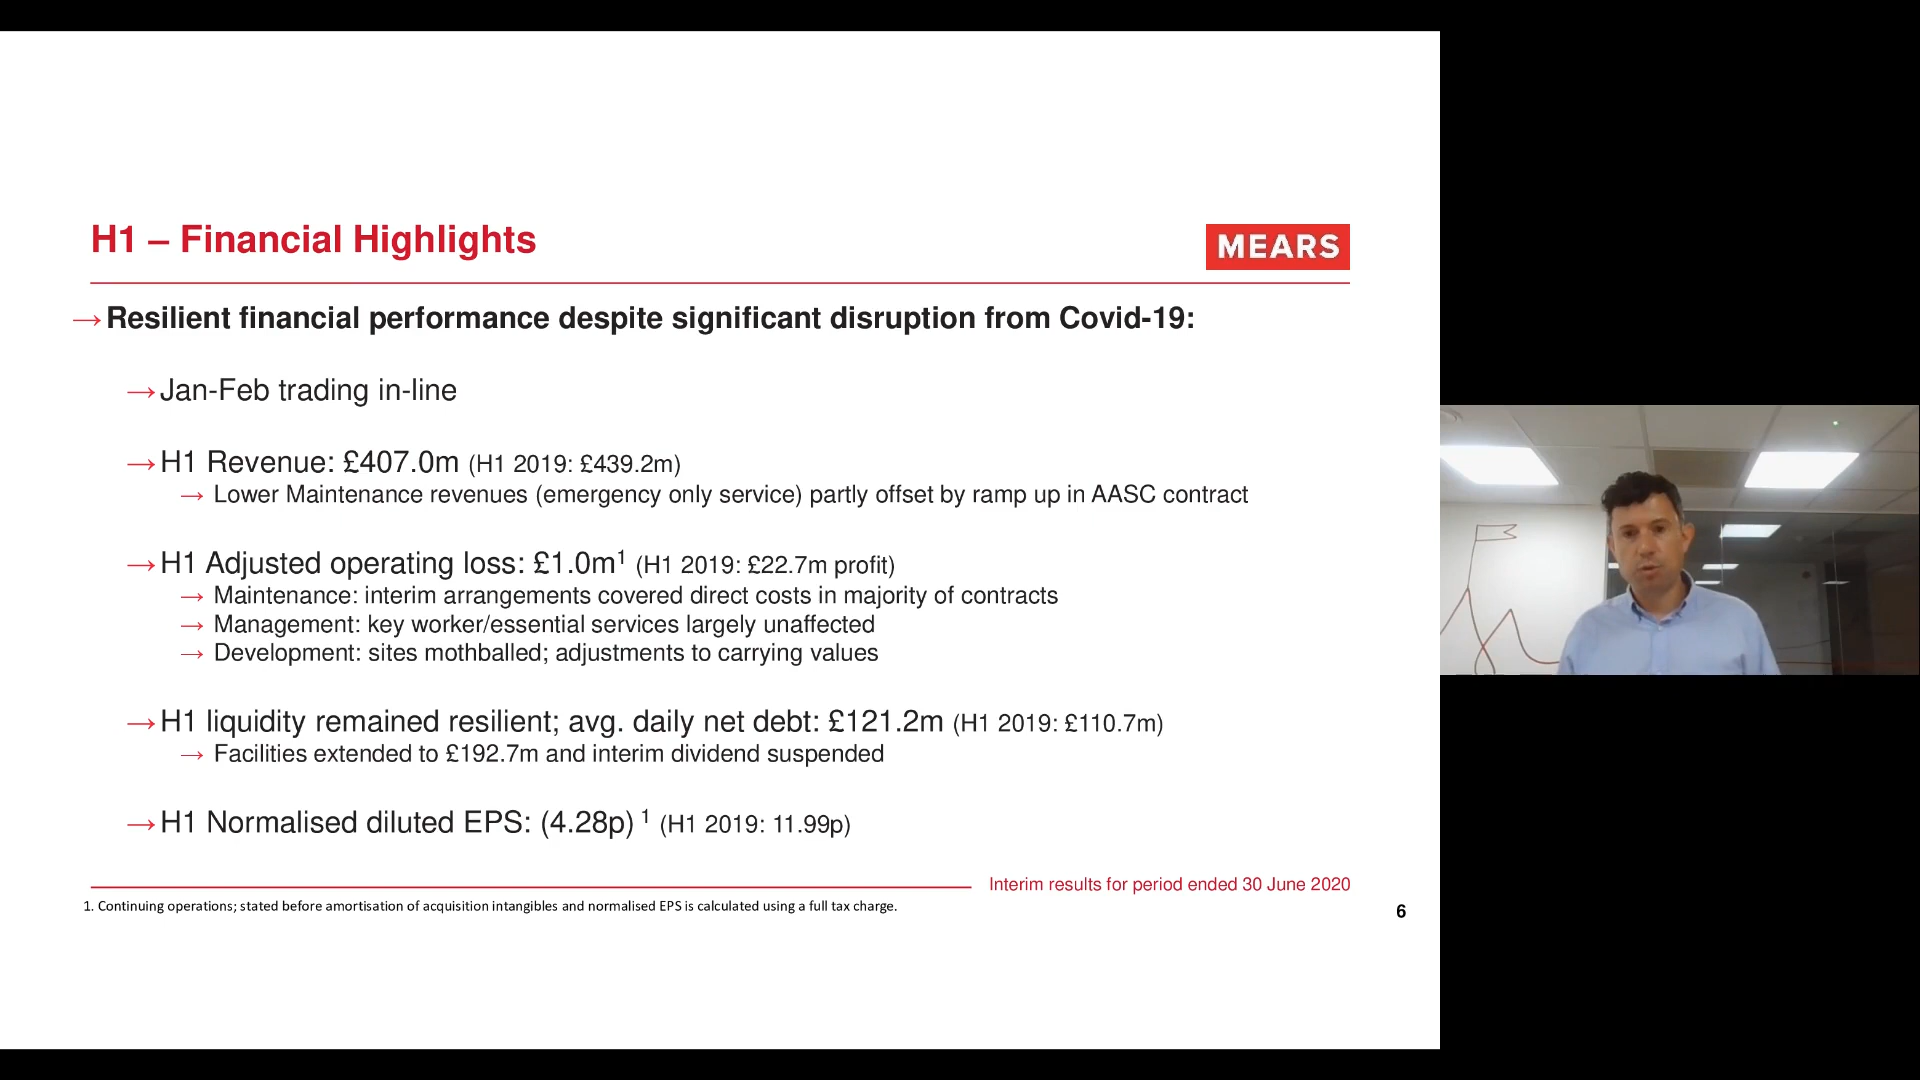 H1 – Financial Highlights
MEARS
→ Resilient financial performance despite significant disruption from Covid-19:
→ Jan-Feb trading in-line
→ H1 Revenue: £407.0m (H1 2019: £439.2m)
→ Lower Maintenance revenues (emergency only service) partly offset by ramp up in AASC contract
→ H1 Adjusted operating loss: £1.0m¹ (H1 2019: £22.7m profit)
→ Maintenance: interim arrangements covered direct costs in majority of contracts
→ Management: key worker/essential services largely unaffected
→ Development: sites mothballed; adjustments to carrying values
→ H1 liquidity remained resilient; avg. daily net debt: £121.2m (H1 2019: £110.7m)
→ Facilities extended to £192.7m and interim dividend suspended
→ H1 Normalised diluted EPS: (4.28p) ¹ (H1 2019: 11.99p)
Interim results for period ended 30 June 2020
1. Continuing operations; stated before amortisation of acquisition intangibles and normalised EPS is calculated using a full tax charge.
6